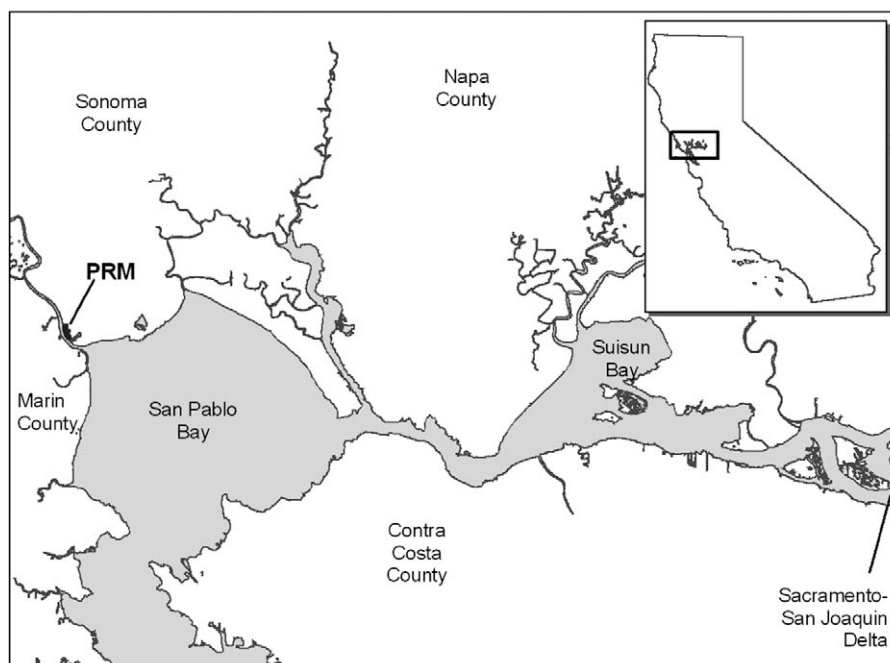 Sonoma
County
Napa
County
PRM
Marin
County
San Pablo
Bay
Suisun
Bay
Contra
Costa
County
Sacramento-
San Joaquin
Delta